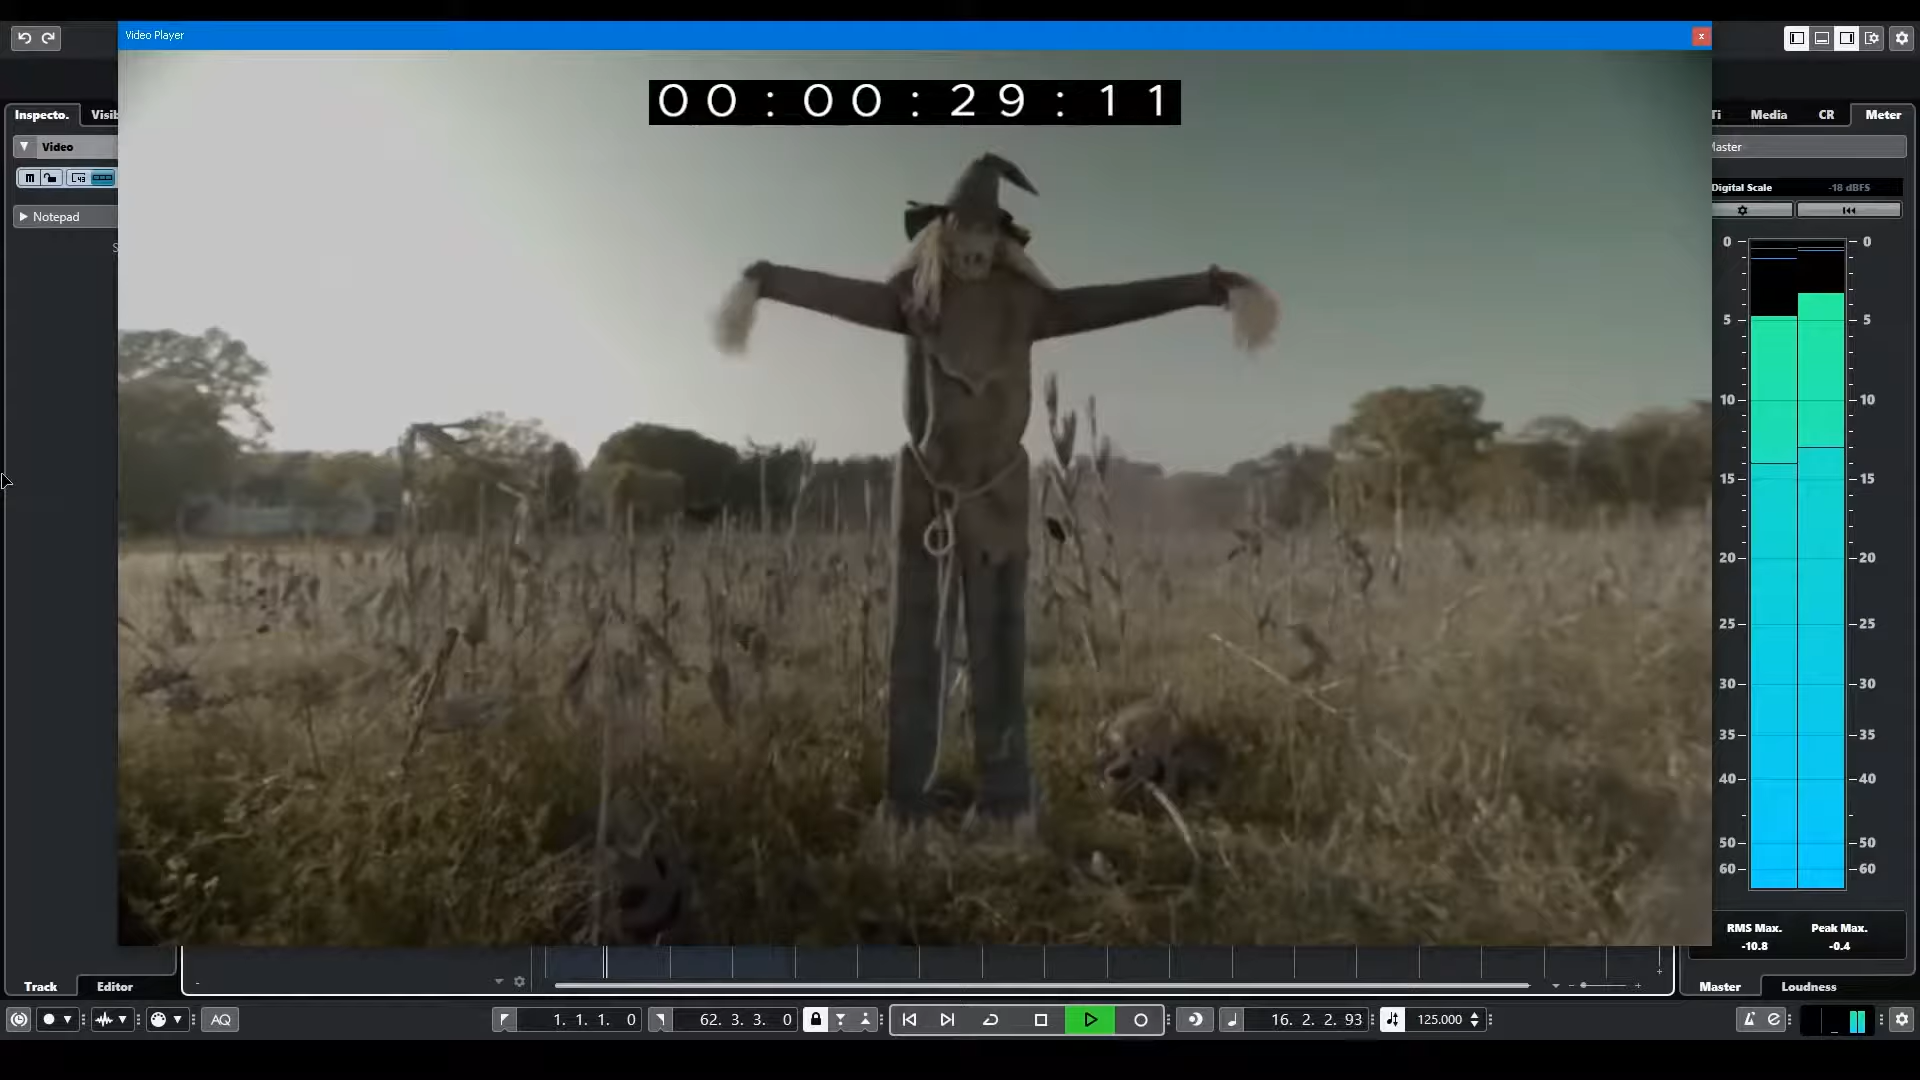 Video Player
x
00:00:29:11
Inspecto.
Media
CR
Meter
Video
Digital Scale
-18 dBFS
m
Notepad
0
0
5
5
10
10
15
15
20
20
25
25
30
30
35
35
40
40
50
50
60
60
RMS Max.
Peak Max.
-10.8
-0.4
Track
Editor
Master
Loudness
AQ
1. 1. 1. 0
62. 3. 3. 0
16. 2. 2. 93
125.000